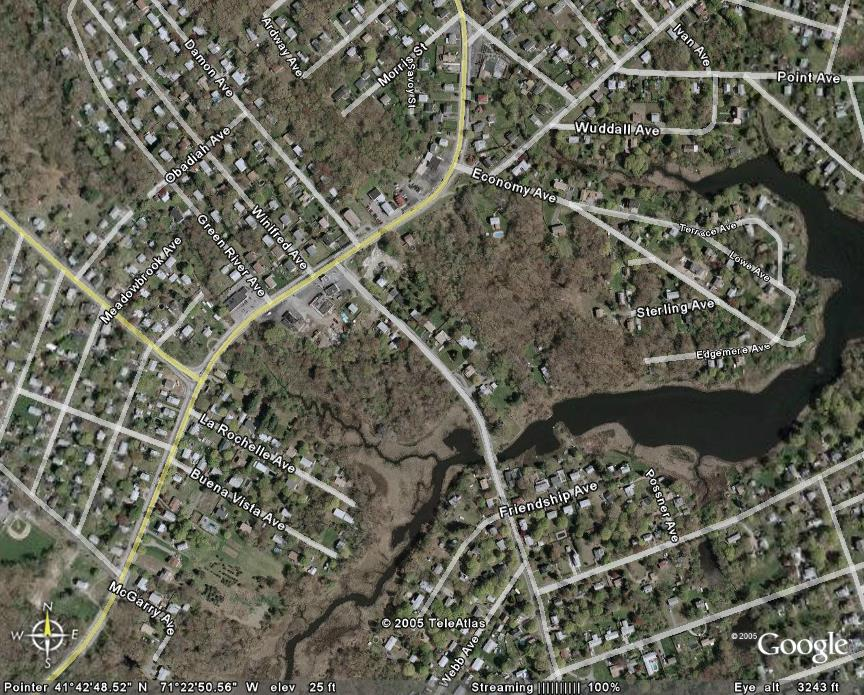 Ivan Ave
Ardway Ave
Damon Ave
Morris St
Savoy St
Point Ave
Wuddall Ave
Obadiah Ave
Economy Ave
Winifred Ave
Green River Ave
Terrace Ave
Meadowbrook Ave
Lowe Ave
Sterling Ave
Edgemere Ave
La Rochelle Ave
Buena Vista Ave
Friendship Ave
Possner Ave
McGarry Ave
Webb Ave
N
W E
S
© 2005 TeleAtlas
© 2005 Google
Pointer 41°42'48.52" N 71°22'50.56" W elev 25 ft Streaming |||||||||| 100% Eye alt 3243 ft